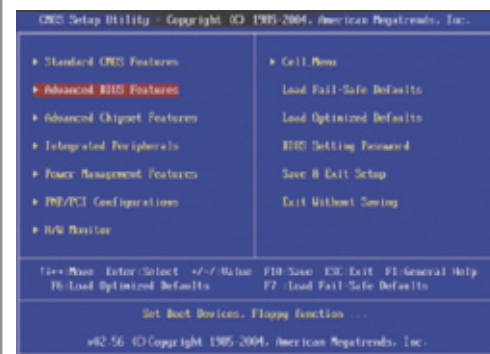 CMOS Setup Utility - Copyright (C) 1985-2004, American Megatrends, Inc.
Standard CMOS Features
Advanced BIOS Features
Advanced Chipset Features
Integrated Peripherals
Power Management Features
PNP/PCI Configurations
H/W Monitor
Cell Menu
Load Fail-Safe Defaults
Load Optimized Defaults
BIOS Setting Password
Save & Exit Setup
Exit Without Saving
↑↓←→:Move Enter:Select +/-/:Value F10:Save ESC:Exit F1:General Help
F6:Load Optimized Defaults F7 :Load Fail-Safe Defaults
Set Boot Devices, Floppy function ...
v02.56 (C)Copyright 1985-2004, American Megatrends, Inc.